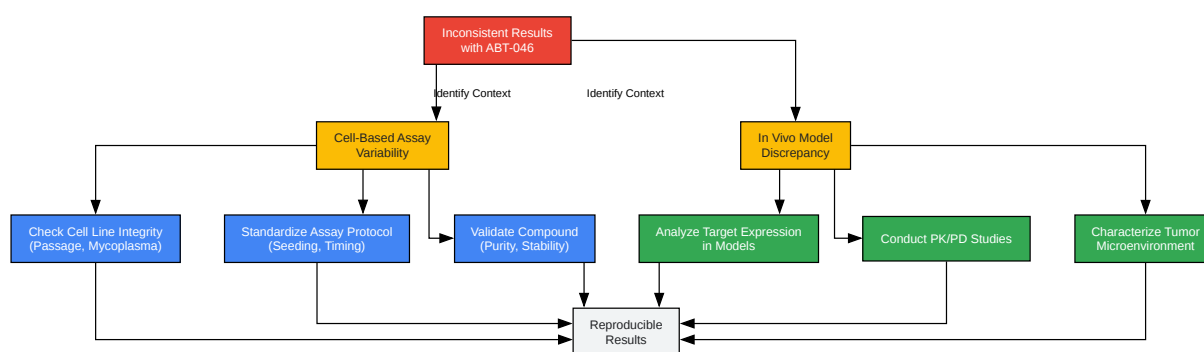 Inconsistent Results
with ABT-046
Identify Context
Identify Context
Cell-Based Assay
Variability
In Vivo Model
Discrepancy
Check Cell Line Integrity
(Passage, Mycoplasma)
Standardize Assay Protocol
(Seeding, Timing)
Validate Compound
(Purity, Stability)
Analyze Target Expression
in Models
Conduct PK/PD Studies
Characterize Tumor
Microenvironment
Reproducible
Results